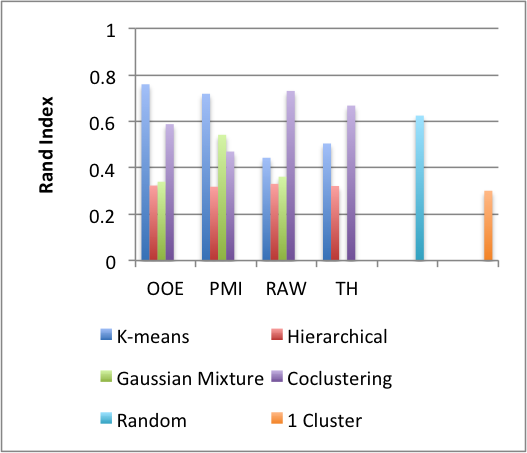 1
0.8
0.6
0.4
0.2
0
Rand Index
OOE PMI RAW TH
K-means Hierarchical
Gaussian Mixture Coclustering
Random 1 Cluster